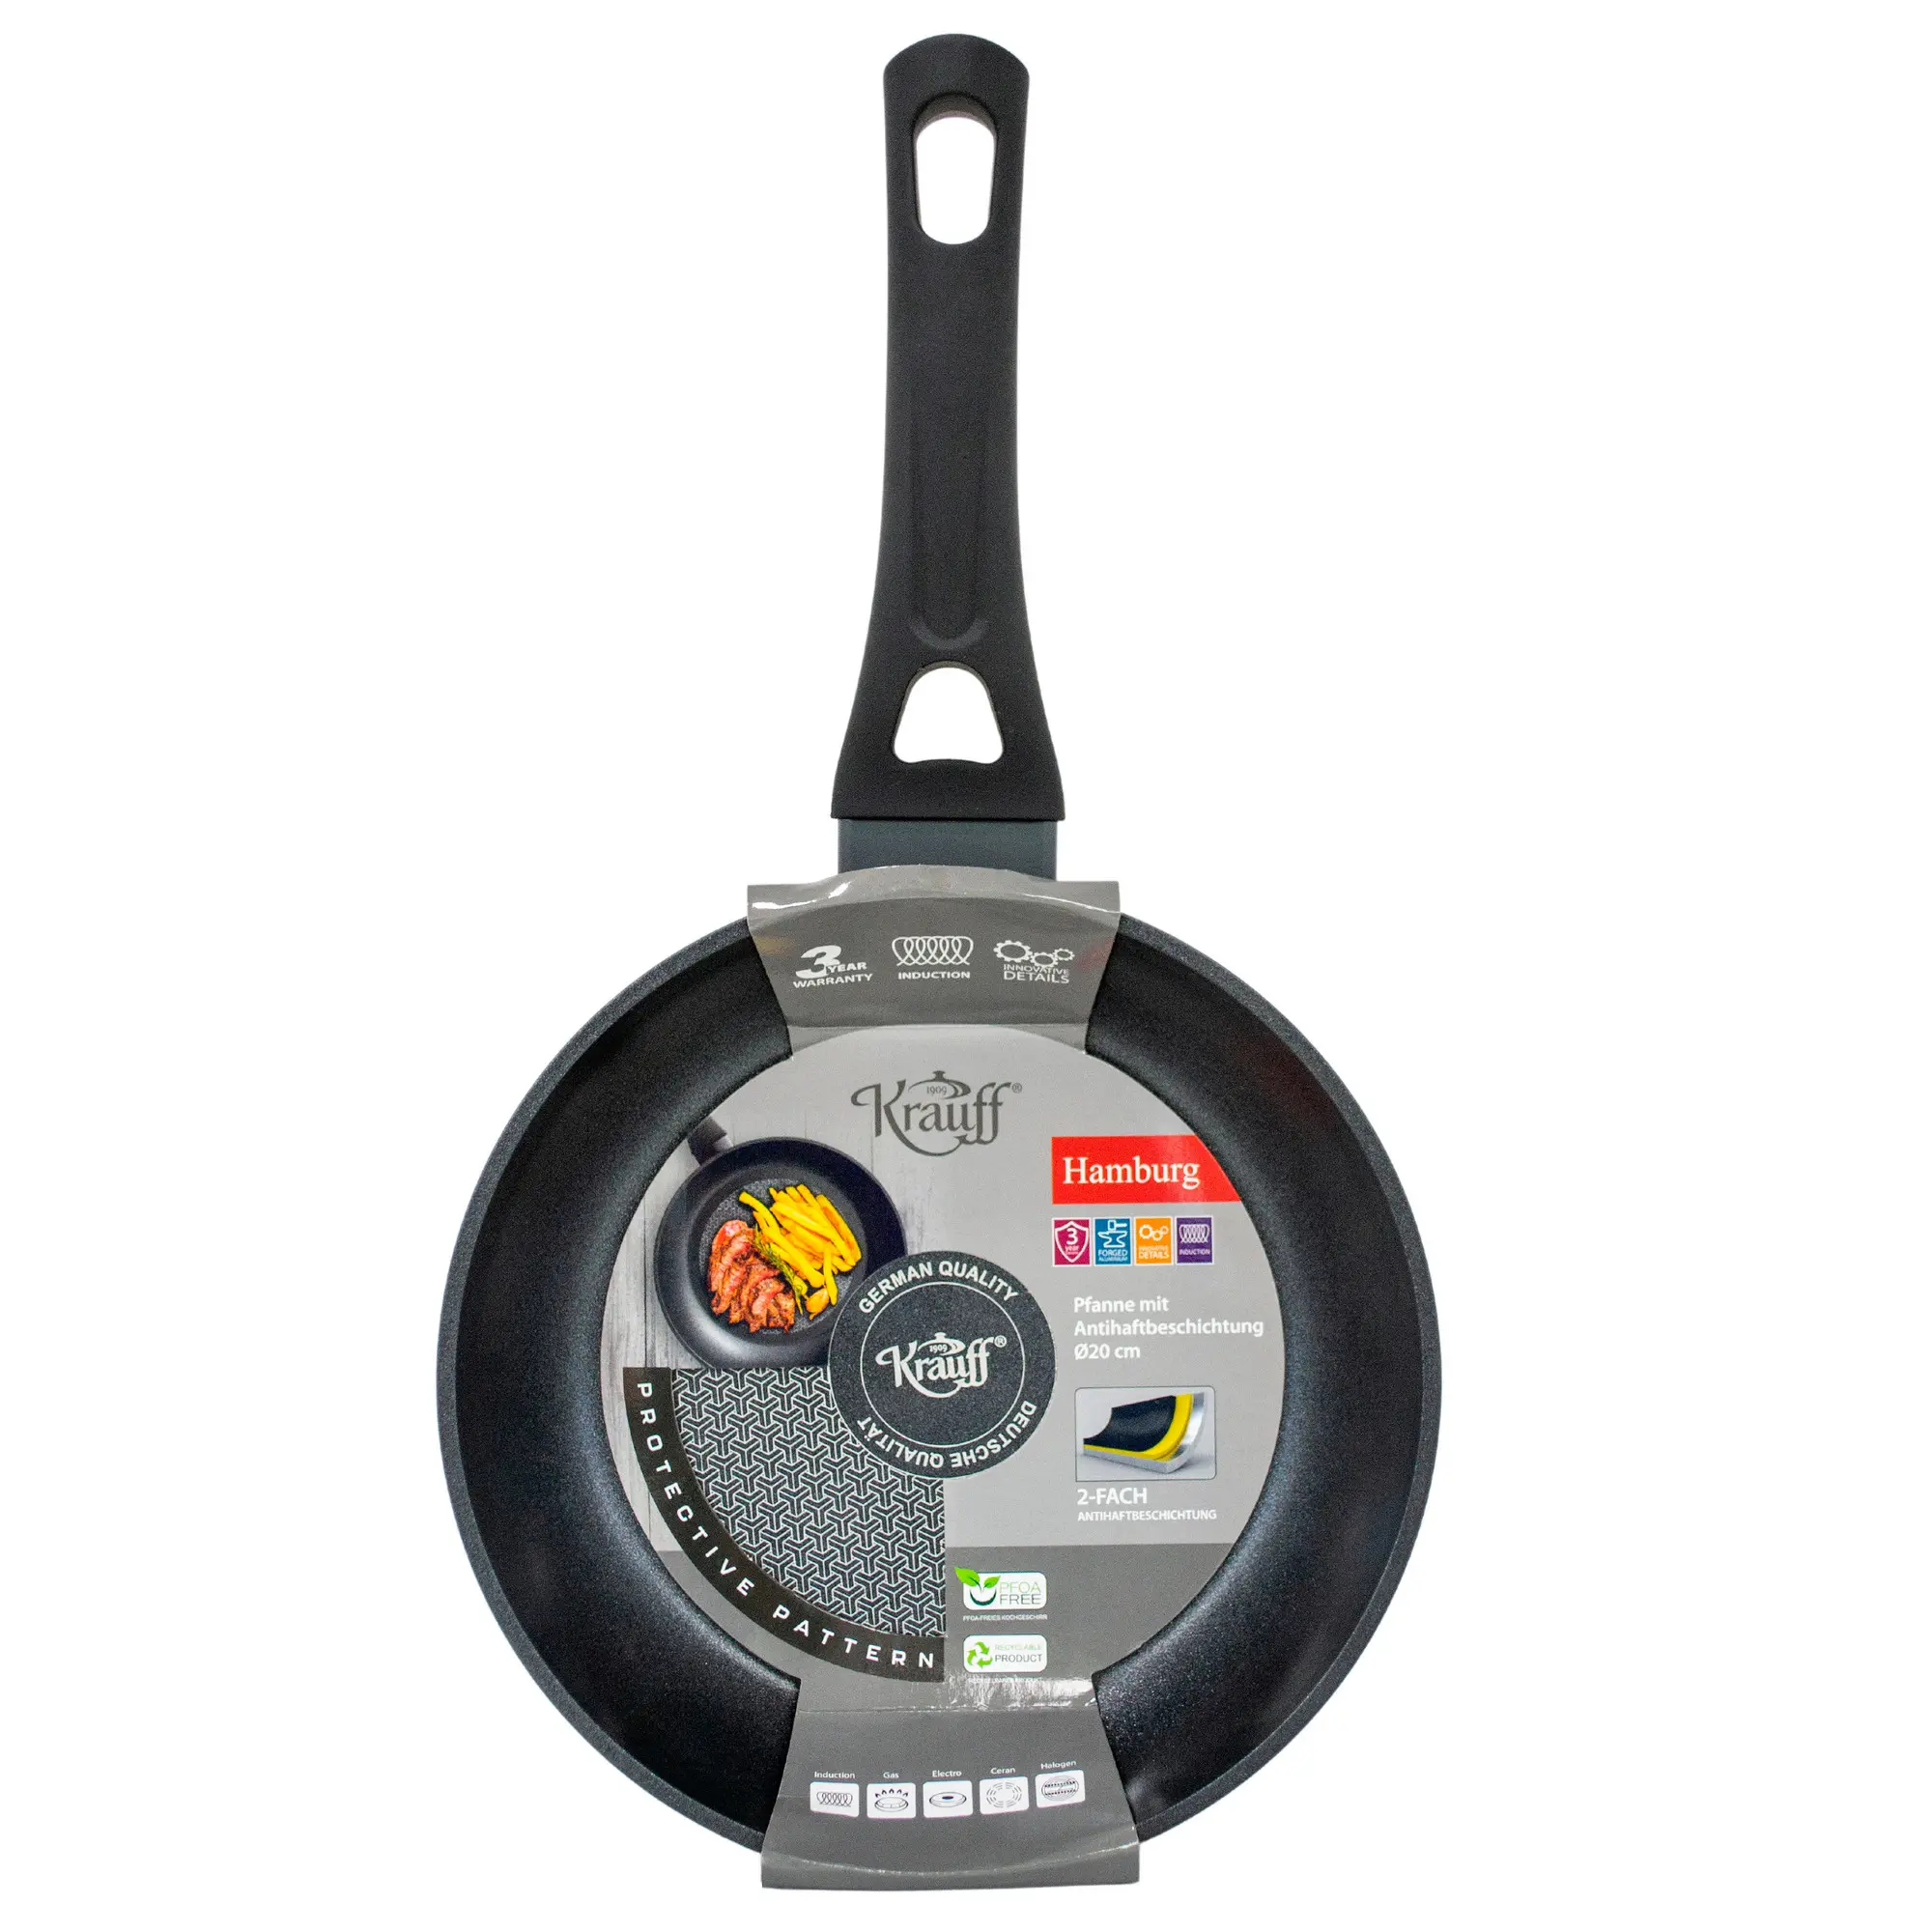 3 YEAR
WARRANTY
INDUCTION
INNOVATIVE
DETAILS
1909
Krauff®
Hamburg
3
year
FORGED
ALUMINIUM
INNOVATIVE
DETAILS
INDUCTION
GERMAN QUALITY
1909
Krauff®
DEUTSCHE QUALITÄT
Pfanne mit
Antihaftbeschichtung
Ø20 cm
2-FACH
ANTIHAFTBESCHICHTUNG
PROTECTIVE PATTERN
PFOA
FREE
PFOA-FREIES KOCHGESCHIRR
RECYCLABLE
PRODUCT
Induction Gas Electro Ceran Halogen